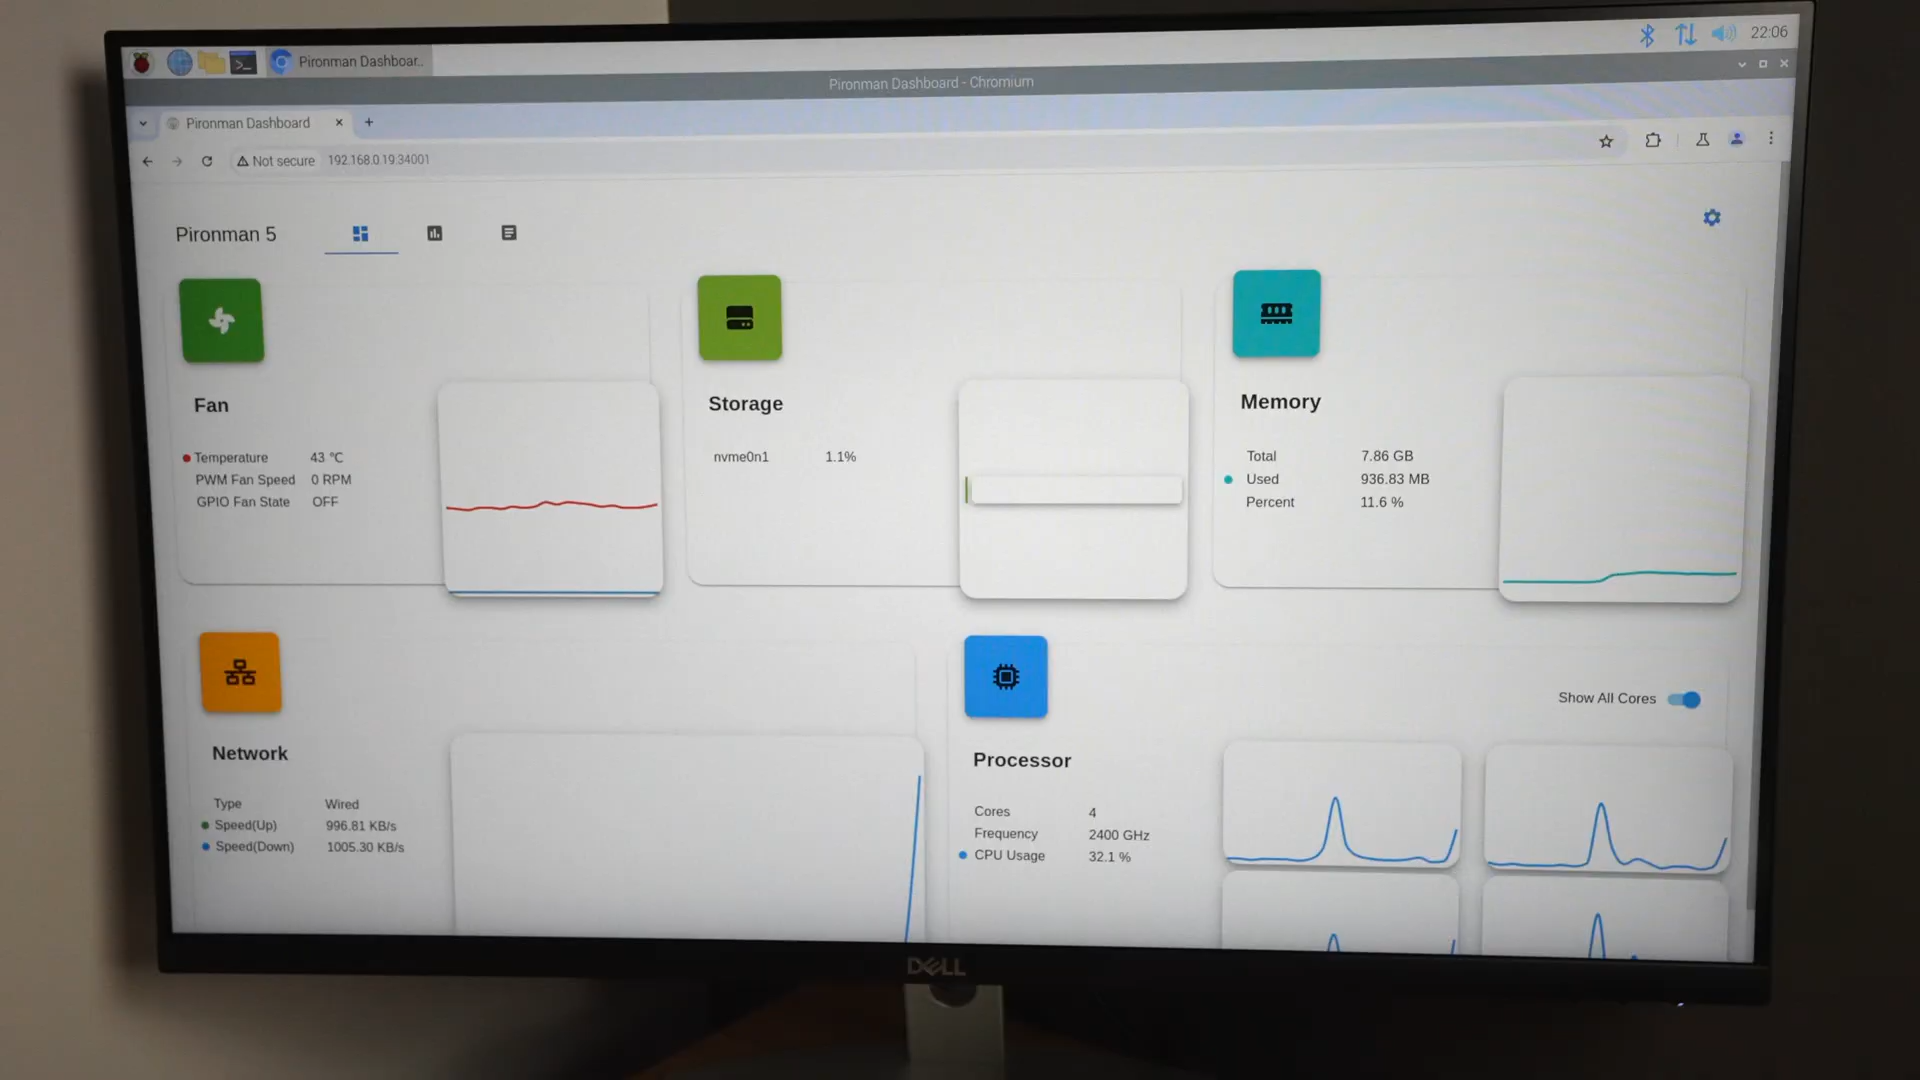 Pironman Dashboar..
22:06
Pironman Dashboard - Chromium
Pironman Dashboard
Not secure 192.168.0.19:34001
Pironman 5
Fan
Temperature 43 °C
PWM Fan Speed 0 RPM
GPIO Fan State OFF
Storage
nvme0n1 1.1%
Memory
Total 7.86 GB
Used 936.83 MB
Percent 11.6 %
Network
Type Wired
Speed(Up) 996.81 KB/s
Speed(Down) 1005.30 KB/s
Processor
Cores 4
Frequency 2400 GHz
CPU Usage 32.1 %
Show All Cores
DELL